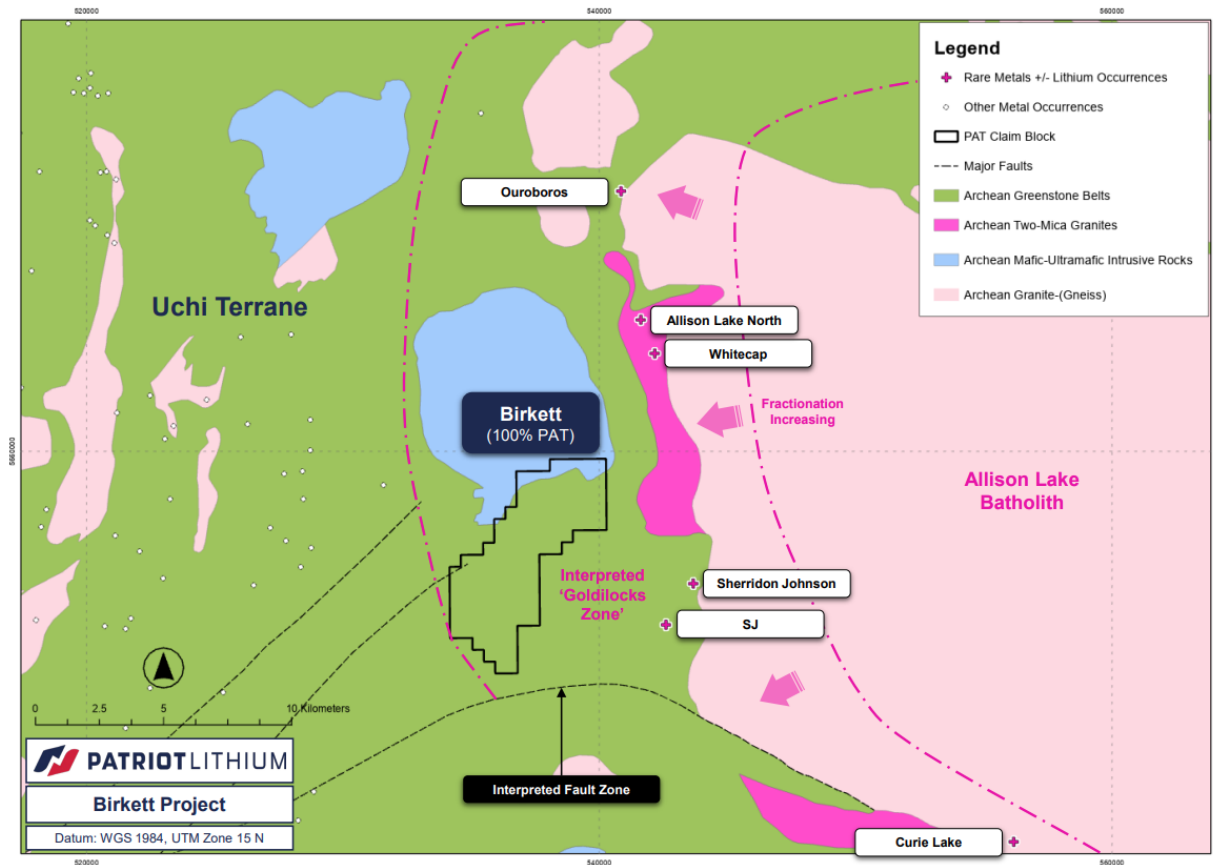 520000
540000
560000
Legend
Rare Metals +/- Lithium Occurrences
Other Metal Occurrences
PAT Claim Block
Major Faults
Archean Greenstone Belts
Archean Two-Mica Granites
Archean Mafic-Ultramafic Intrusive Rocks
Archean Granite-(Gneiss)
Ouroboros
Uchi Terrane
Allison Lake North
Whitecap
Birkett
(100% PAT)
Fractionation
Increasing
5660000
5660000
Allison Lake
Batholith
Interpreted
‘Goldilocks
Zone’
Sherridon Johnson
SJ
0
2.5
5
10 Kilometers
PATRIOT LITHIUM
Interpreted Fault Zone
Birkett Project
Datum: WGS 1984, UTM Zone 15 N
Curie Lake
520000
540000
560000